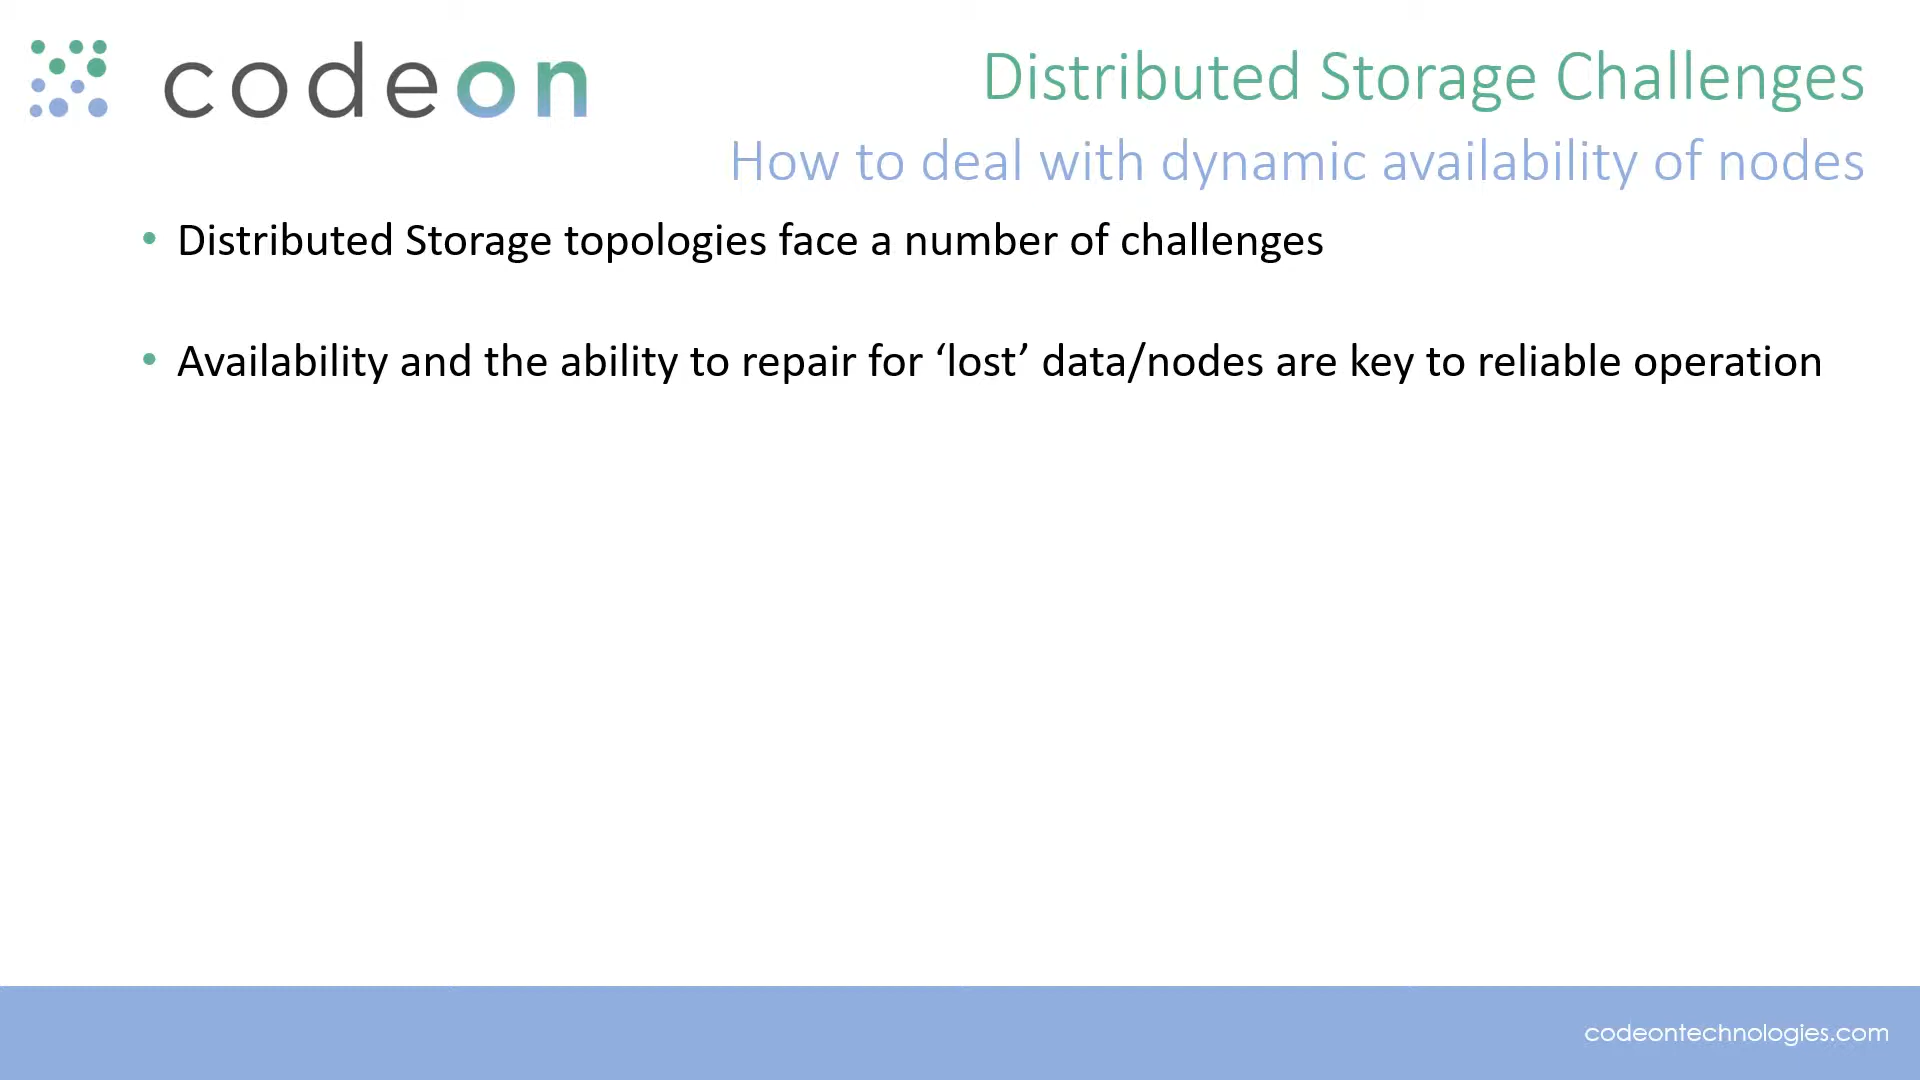 codeon
Distributed Storage Challenges
How to deal with dynamic availability of nodes
• Distributed Storage topologies face a number of challenges
• Availability and the ability to repair for ‘lost’ data/nodes are key to reliable operation
codeontechnologies.com